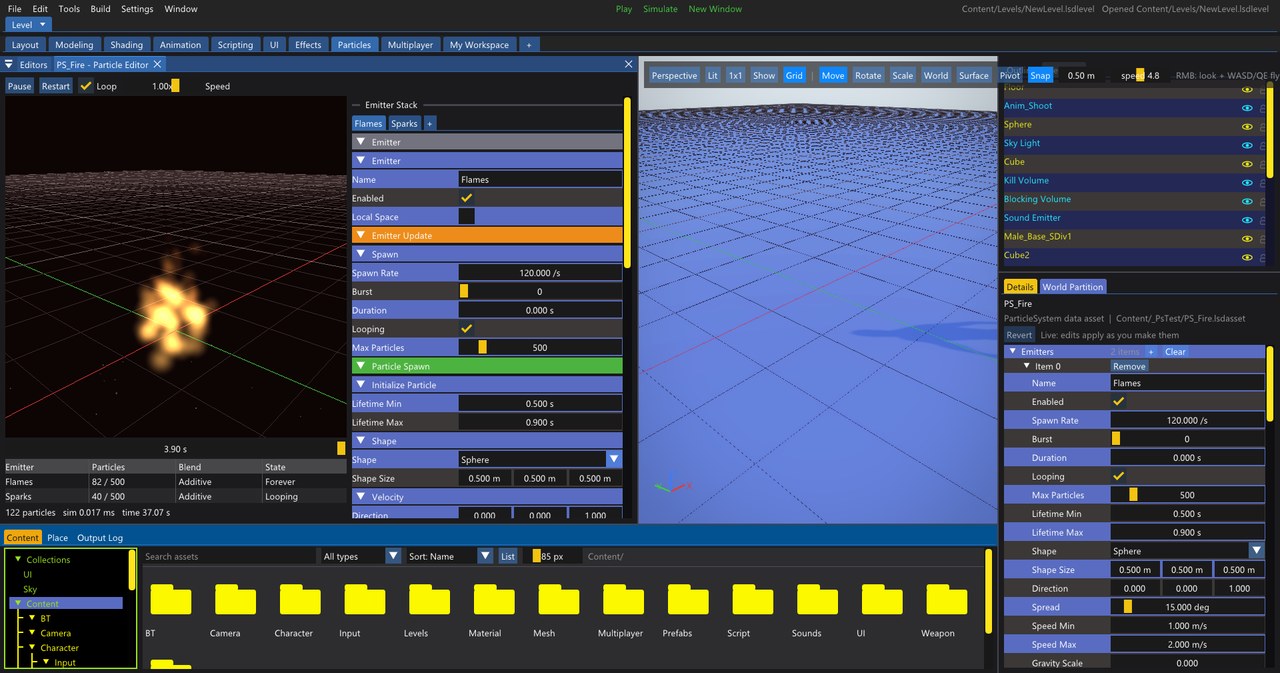 File Edit Tools Build Settings Window Play Simulate New Window Content/Levels/NewLevel.lsdlevel Opened Content/Levels/NewLevel.lsdlevel
Level
Layout Modeling Shading Animation Scripting UI Effects Particles Multiplayer My Workspace +
Editors PS_Fire - Particle Editor
Pause Restart Loop 1.00x Speed
Emitter Stack
Flames Sparks +
Emitter
Emitter
Name Flames
Enabled
Local Space
Emitter Update
Spawn
Spawn Rate 120.000 /s
Burst 0
Duration 0.000 s
Looping
Max Particles 500
Particle Spawn
Initialize Particle
Lifetime Min 0.500 s
Lifetime Max 0.900 s
Shape
Shape Sphere
Shape Size 0.500 m 0.500 m 0.500 m
Velocity
Direction 0.000 0.000 1.000
3.90 s
Emitter Particles Blend State
Flames 82 / 500 Additive Forever
Sparks 40 / 500 Additive Looping
122 particles sim 0.017 ms time 37.07 s
Perspective Lit 1x1 Show Grid Move Rotate Scale World Surface Pivot Snap 0.50 m speed 4.8 RMB: look + WASD/QE fly
Floor
Anim_Shoot
Sphere
Sky Light
Cube
Kill Volume
Blocking Volume
Sound Emitter
Male_Base_SDiv1
Cube2
Details World Partition
PS_Fire
ParticleSystem data asset | Content/_PsTest/PS_Fire.lsdasset
Revert Live: edits apply as you make them
Emitters 2 items + Clear
Item 0 Remove
Name Flames
Enabled
Spawn Rate 120.000 /s
Burst 0
Duration 0.000 s
Looping
Max Particles 500
Lifetime Min 0.500 s
Lifetime Max 0.900 s
Shape Sphere
Shape Size 0.500 m 0.500 m 0.500 m
Direction 0.000 0.000 1.000
Spread 15.000 deg
Speed Min 1.000 m/s
Speed Max 2.000 m/s
Gravity Scale 0.000
Content Place Output Log
Collections
UI
Sky
Content
BT
Camera
Character
Input
Search assets All types Sort: Name List 85 px Content/
BT Camera Character Input Levels Material Mesh Multiplayer Prefabs Script Sounds UI Weapon